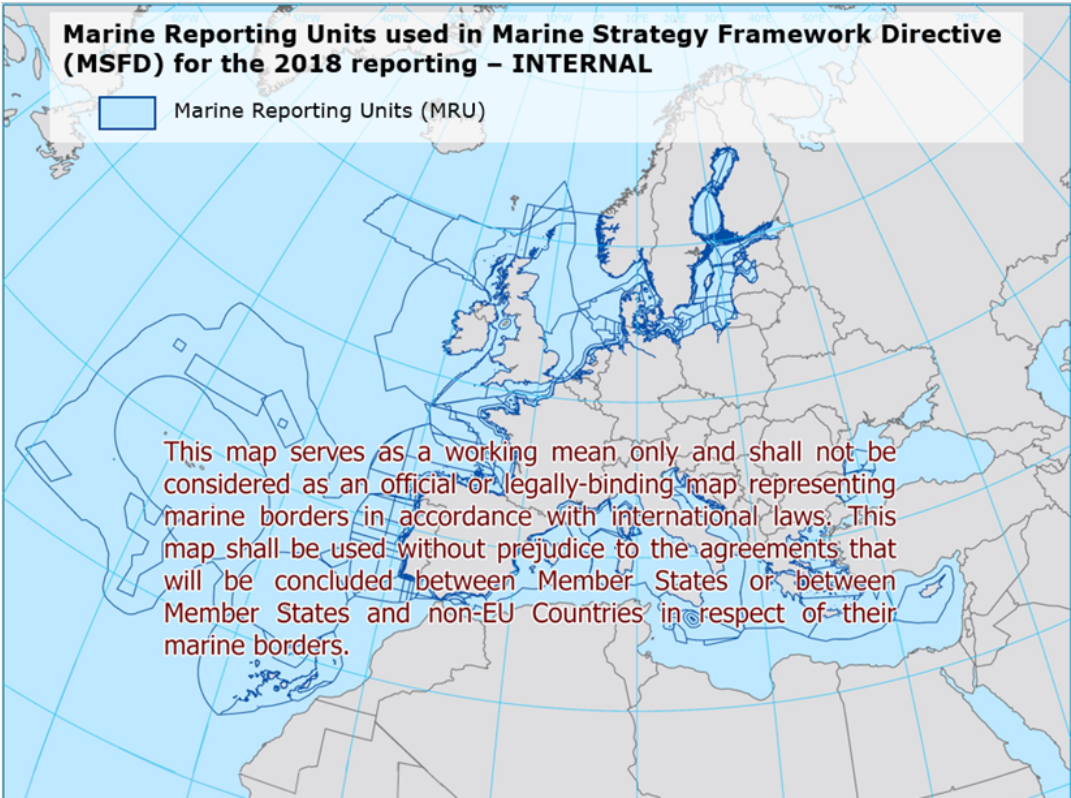 Marine Reporting Units used in Marine Strategy Framework Directive
(MSFD) for the 2018 reporting – INTERNAL
Marine Reporting Units (MRU)
This map serves as a working mean only and shall not be
considered as an official or legally-binding map representing
marine borders in accordance with international laws. This
map shall be used without prejudice to the agreements that
will be concluded between Member States or between
Member States and non-EU Countries in respect of their
marine borders.